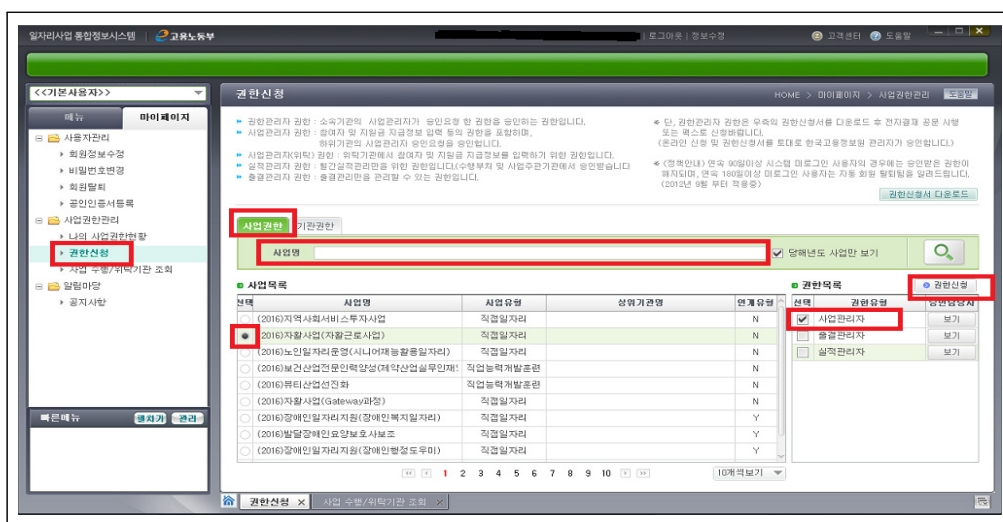 일자리사업 통합정보시스템 | 고용노동부
| 로그아웃 | 정보수정
고객센터 도움말
<<기본사용자>>
메뉴 마이페이지
사용자관리
회원정보수정
비밀번호변경
회원탈퇴
공인인증서등록
사업권한관리
나의 사업권한현황
권한신청
사업 수행/위탁기관 조회
알림마당
공지사항
빠른메뉴 펼치기 관리
권한신청
HOME > 마이페이지 > 사업권한관리 도움말
권한관리자 권한 : 소속기관의 사업관리자가 승인요청 한 권한을 승인하는 권한입니다.
사업관리자 권한 : 참여자 및 지원금 지급정보 입력 등의 권한을 포함하며,
하위기관의 사업관리자 승인요청을 승인합니다.
사업관리자(위탁) 권한 : 위탁기관에서 참여자 및 지원금 지급정보를 입력하기 위한 권한입니다.
실적관리자 권한 : 월간실적관리만을 위한 권한입니다(수행부처 및 사업주관기관에서 승인받습니다
출결관리자 권한 : 출결관리만을 관리할 수 있는 권한입니다.
※ 단, 권한관리자 권한은 우측의 권한신청서를 다운로드 후 전자결재 공문 시행
또는 팩스로 신청바랍니다.
(온라인 신청 및 권한신청서를 토대로 한국고용정보원 관리자가 승인합니다.)
※ (정책안내) 연속 90일이상 시스템 미로그인 사용자의 경우에는 승인받은 권한이
해지되며, 연속 180일이상 미로그인 사용자는 자동 회원 탈퇴됨을 알려드립니다.
(2012년 9월 부터 적용중)
권한신청서 다운로드
사업권한 기관권한
사업명 당해년도 사업만 보기
사업목록
선택 사업명 사업유형 상위기관명 연계유형
(2016)지역사회서비스투자사업 직접일자리 N
2016)자활사업(자활근로사업) 직접일자리 N
(2016)노인일자리운영(시니어재능활용일자리) 직접일자리 N
(2016)보건산업전문인력양성(제약산업실무인재 직업능력개발훈련 N
(2016)뷰티산업선진화 직업능력개발훈련 N
(2016)자활사업(Gateway과정) 직접일자리 N
(2016)장애인일자리지원(장애인복지일자리) 직접일자리 Y
(2016)발달장애인요양보호사보조 직접일자리 Y
(2016)장애인일자리지원(장애인행정도우미) 직접일자리 Y
1 2 3 4 5 6 7 8 9 10
10개씩보기
권한목록 권한신청
선택 권한유형
사업관리자 보기
출결관리자 보기
실적관리자 보기
권한신청 × 사업 수행/위탁기관 조회 ×